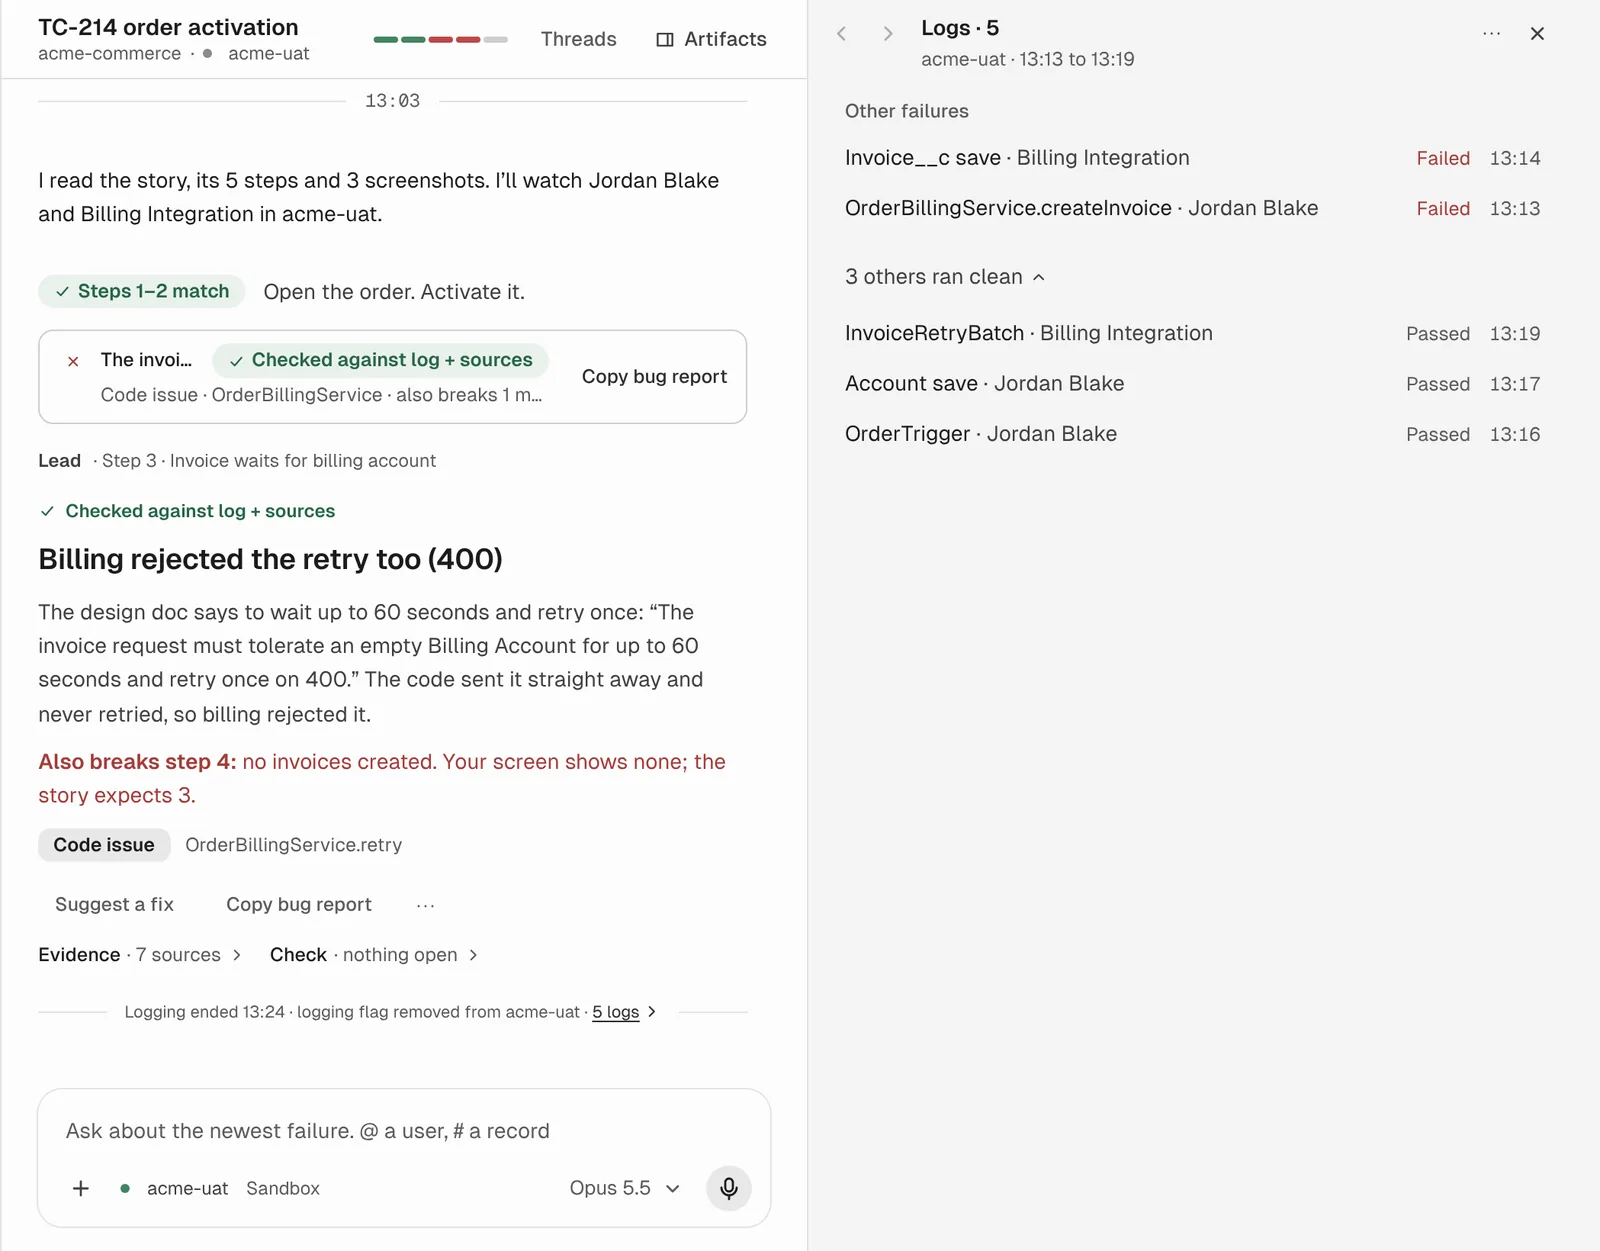 TC-214 order activation
acme-commerce · acme-uat
Threads
Artifacts
13:03
I read the story, its 5 steps and 3 screenshots. I’ll watch Jordan Blake
and Billing Integration in acme-uat.
Steps 1–2 match
Open the order. Activate it.
The invoi...
Checked against log + sources
Code issue · OrderBillingService · also breaks 1 m...
Copy bug report
Lead · Step 3 · Invoice waits for billing account
Checked against log + sources
Billing rejected the retry too (400)
The design doc says to wait up to 60 seconds and retry once: “The
invoice request must tolerate an empty Billing Account for up to 60
seconds and retry once on 400.” The code sent it straight away and
never retried, so billing rejected it.
Also breaks step 4: no invoices created. Your screen shows none; the
story expects 3.
Code issue
OrderBillingService.retry
Suggest a fix
Copy bug report
...
Evidence · 7 sources
Check · nothing open
Logging ended 13:24 · logging flag removed from acme-uat · 5 logs
Ask about the newest failure. @ a user, # a record
acme-uat Sandbox
Opus 5.5
Logs · 5
acme-uat · 13:13 to 13:19
...
Other failures
Invoice__c save · Billing Integration Failed 13:14
OrderBillingService.createInvoice · Jordan Blake Failed 13:13
3 others ran clean
InvoiceRetryBatch · Billing Integration Passed 13:19
Account save · Jordan Blake Passed 13:17
OrderTrigger · Jordan Blake Passed 13:16